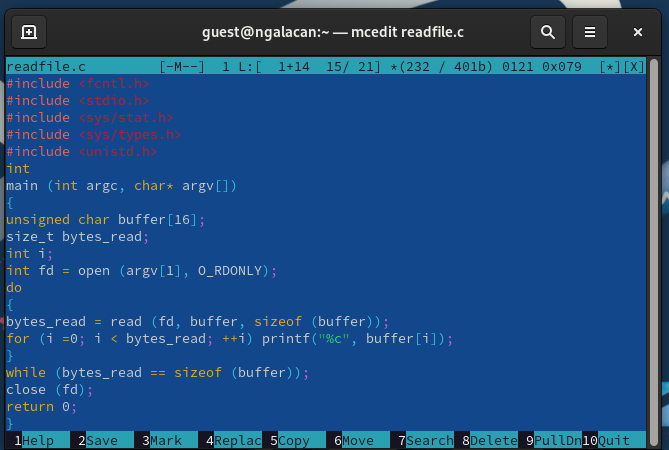 guest@ngalacan:~ — mcedit readfile.c
readfile.c [-M--] 1 L:[ 1+14 15/ 21] *(232 / 401b) 0121 0x079 [*][X]
#include <fcntl.h>
#include <stdio.h>
#include <sys/stat.h>
#include <sys/types.h>
#include <unistd.h>
int
main (int argc, char* argv[])
{
unsigned char buffer[16];
size_t bytes_read;
int i;
int fd = open (argv[1], O_RDONLY);
do
{
bytes_read = read (fd, buffer, sizeof (buffer));
for (i =0; i < bytes_read; ++i) printf("%c", buffer[i]);
}
while (bytes_read == sizeof (buffer));
close (fd);
return 0;
}
1Help 2Save 3Mark 4Replac 5Copy 6Move 7Search 8Delete 9PullDn 10Quit